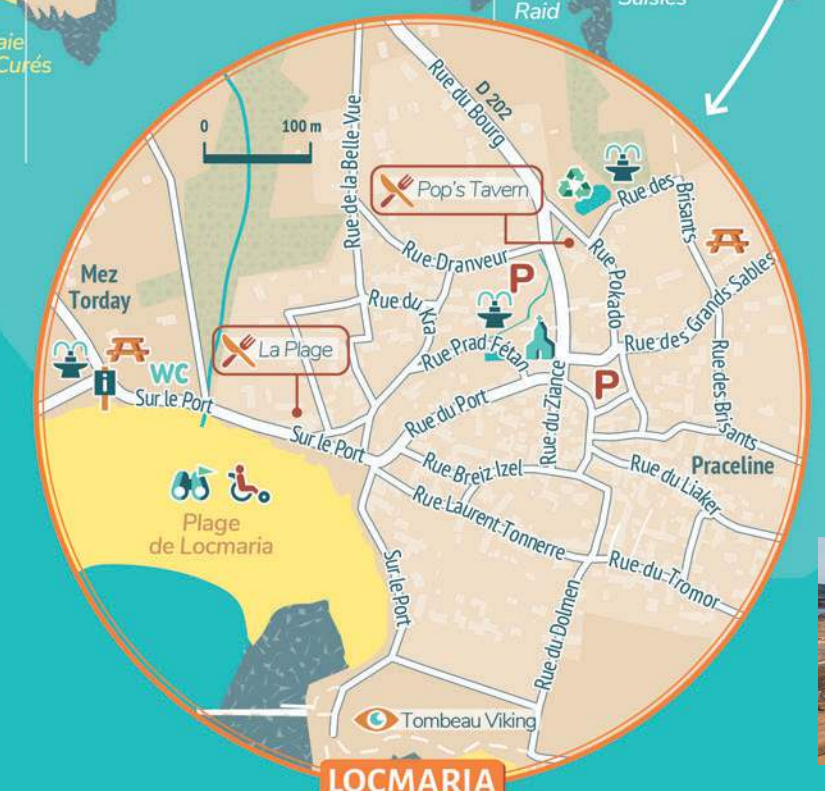 Raid
aie
Curés
0 100 m
Rue du Bourg
D 202
Rue de la Belle-Vue
Pop's Tavern
Rue des Brisants
Rue Dranveur
P
Rue Pokado
Mez
Torday
Rue du Kra
Rue des Grands Sables
La Plage
Rue Prad Fétan
WC
i
Sur le Port
P
Rue du Port
Rue du Ziance
Rue des Brisants
Sur le Port
Praceline
Rue Breiz Izel
Rue du Liaker
Rue Laurent Tonnerre
Plage
de Locmaria
Sur le Port
Rue du Tromor
Rue du Dolmen
Tombeau Viking
LOCMARIA